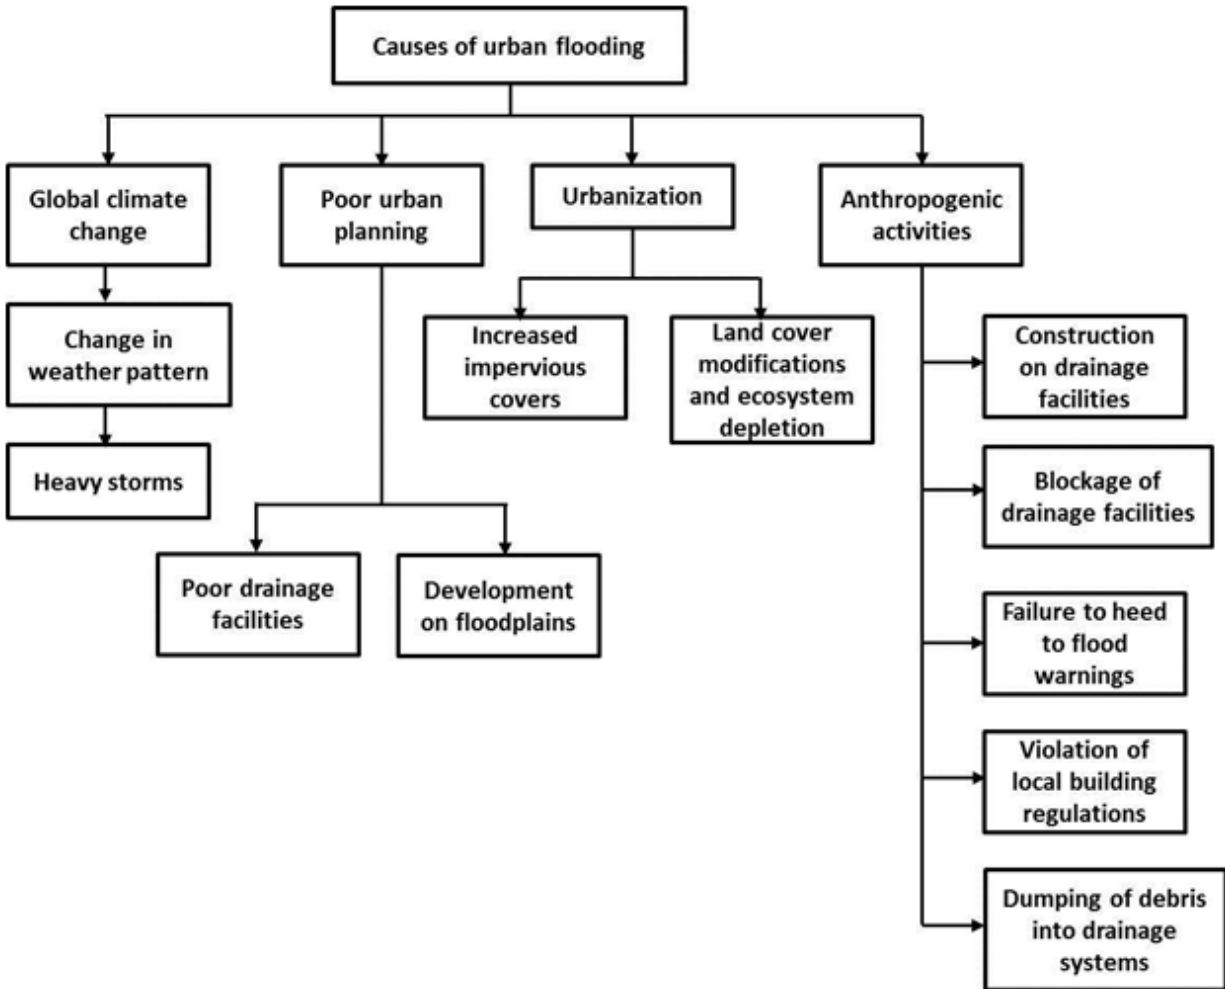 Causes of urban flooding
Global climate
change
Poor urban
planning
Urbanization
Anthropogenic
activities
Change in
weather pattern
Heavy storms
Increased
impervious
covers
Land cover
modifications
and ecosystem
depletion
Poor drainage
facilities
Development
on floodplains
Construction
on drainage
facilities
Blockage of
drainage facilities
Failure to heed
to flood
warnings
Violation of
local building
regulations
Dumping of debris
into drainage
systems